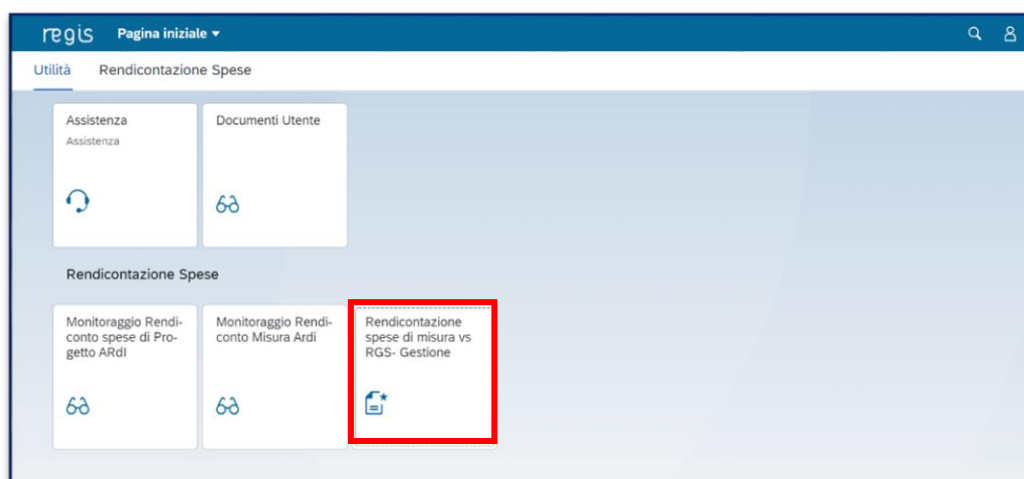 regis Pagina iniziale
Utilità Rendicontazione Spese
Assistenza
Assistenza
Documenti Utente
Rendicontazione Spese
Monitoraggio Rendi-
conto spese di Pro-
getto ARdI
Monitoraggio Rendi-
conto Misura Ardi
Rendicontazione
spese di misura vs
RGS- Gestione